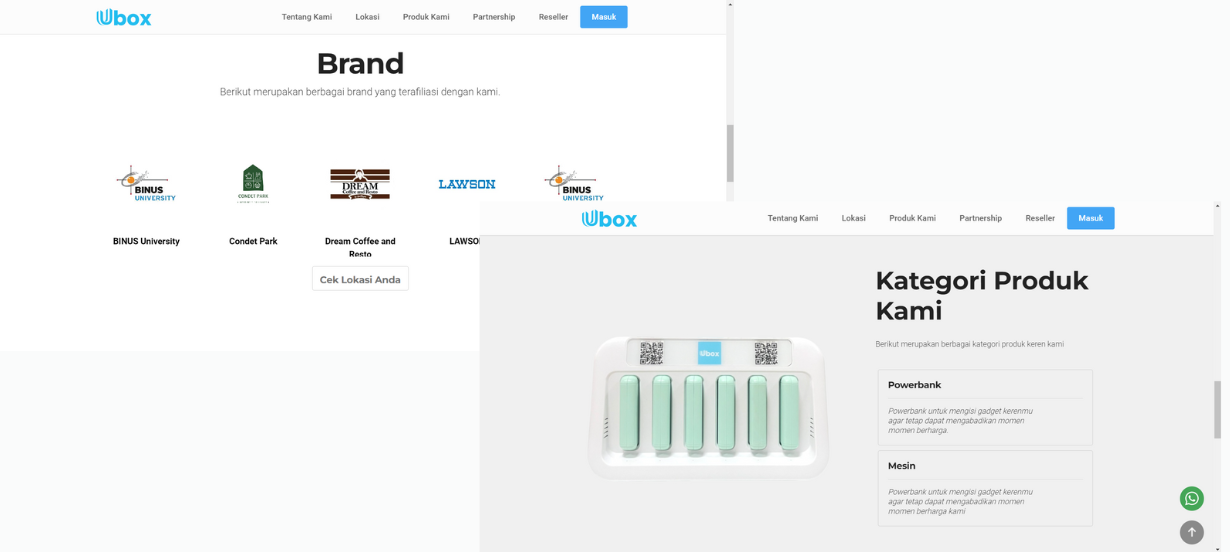 Ubox
Tentang Kami Lokasi Produk Kami Partnership Reseller Masuk
Brand
Berikut merupakan berbagai brand yang terafiliasi dengan kami.
BINUS
UNIVERSITY
CONDET PARK
DREAM
Coffee and Resto
LAWSON
BINUS
UNIVERSITY
BINUS University
Condet Park
Dream Coffee and
Resto
LAWSO
Cek Lokasi Anda
Ubox
Tentang Kami Lokasi Produk Kami Partnership Reseller Masuk
Kategori Produk
Kami
Berikut merupakan berbagai kategori produk keren kami
Ubox
Powerbank
Powerbank untuk mengisi gadget kerenmu
agar tetap dapat mengabadikan momen
momen berharga.
Mesin
Powerbank untuk mengisi gadget kerenmu
agar tetap dapat mengabadikan momen
momen berharga kami